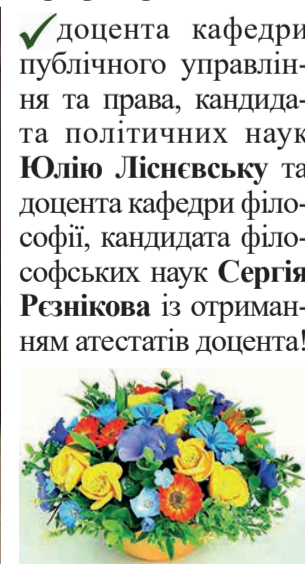 доцента кафедри
публічного управлін-
ня та права, кандида-
та політичних наук
Юлію Ліснєвську та
доцента кафедри філо-
софії, кандидата філо-
софських наук Сергія
Рєзнікова із отриман-
ням атестатів доцента!